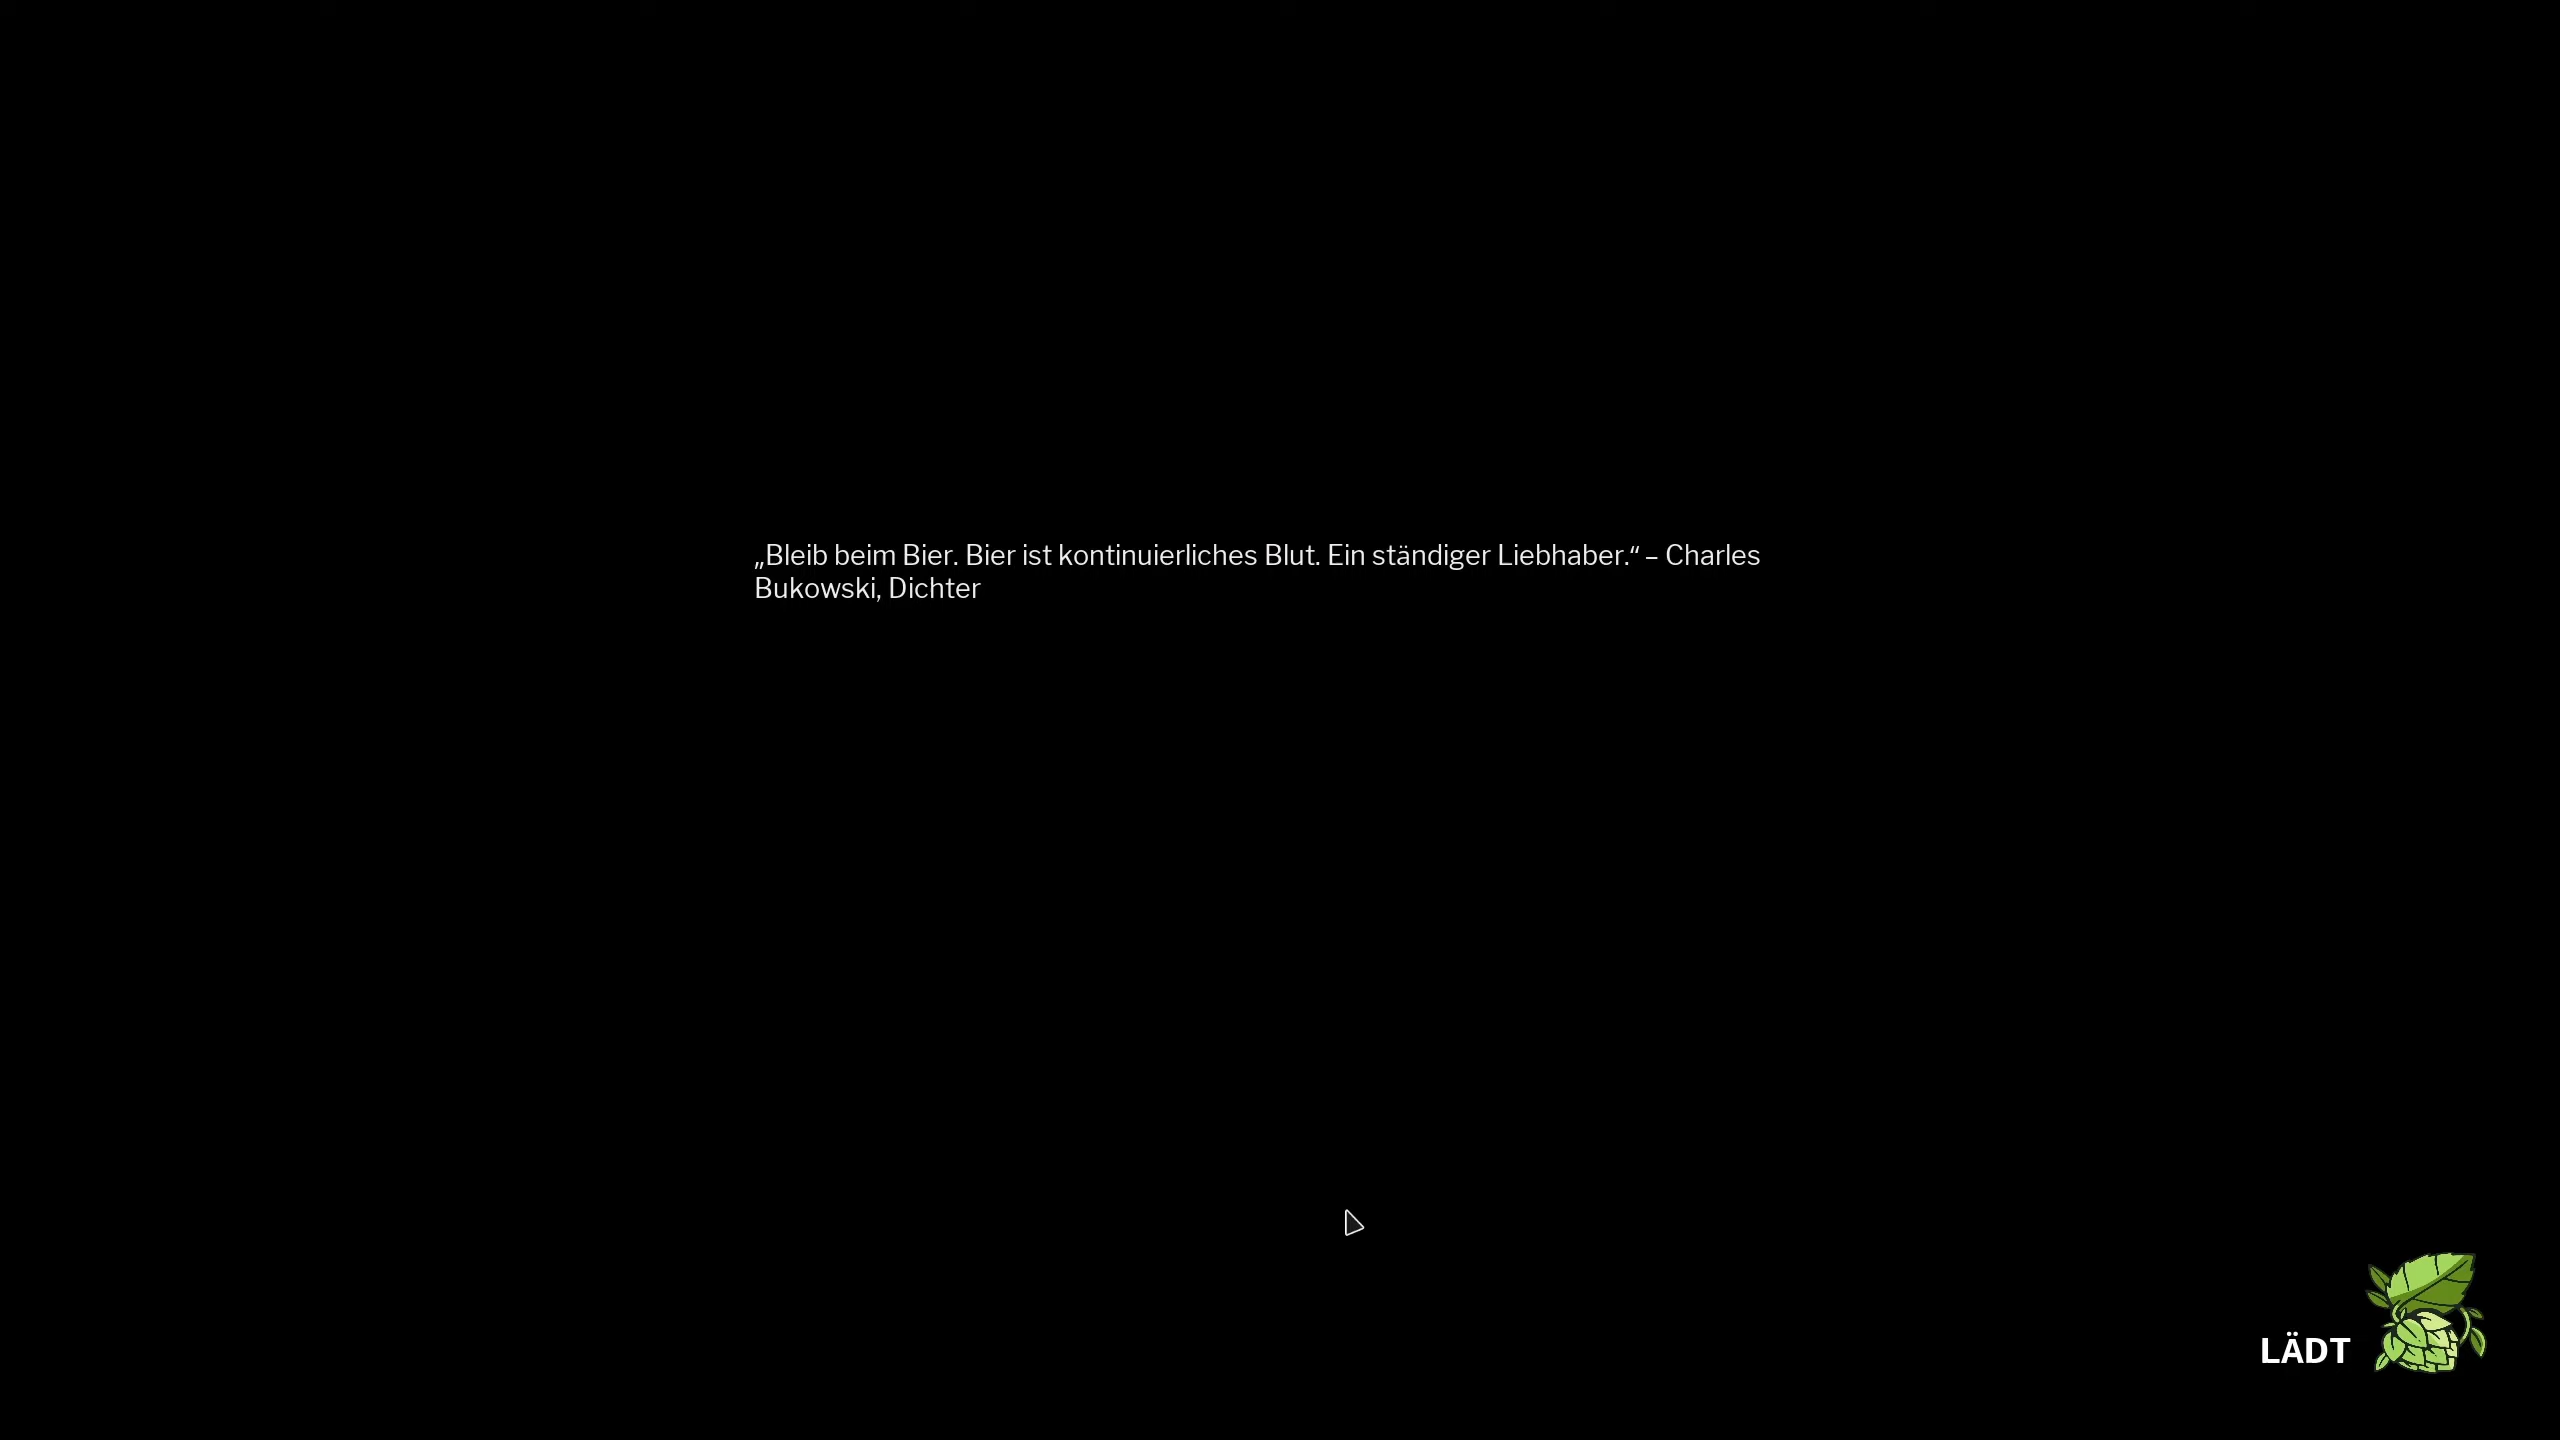 „Bleib beim Bier. Bier ist kontinuierliches Blut. Ein ständiger Liebhaber.“ – Charles
Bukowski, Dichter
LÄDT